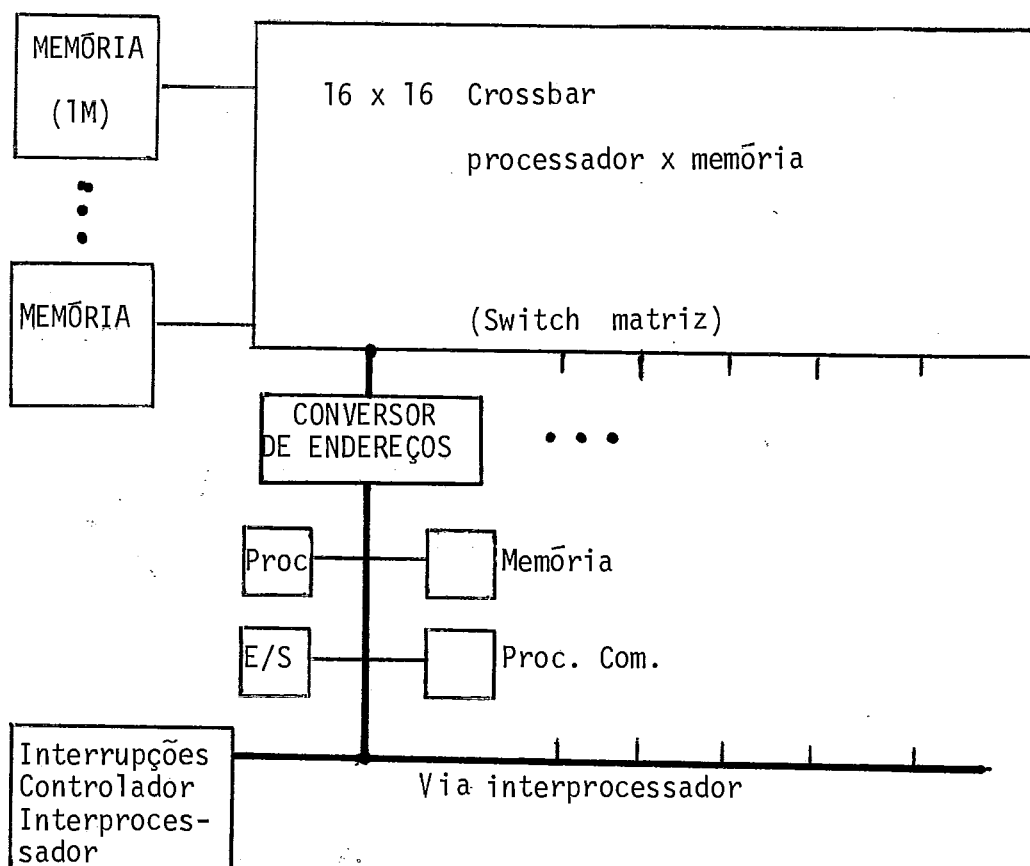 MEMÓRIA
(1M)
16 x 16 Crossbar
processador x memória
MEMÓRIA
(Switch matriz)
CONVERSOR
DE ENDEREÇOS
Proc
Memória
E/S
Proc. Com.
Interrupções
Controlador
Interproces-
sador
Via interprocessador